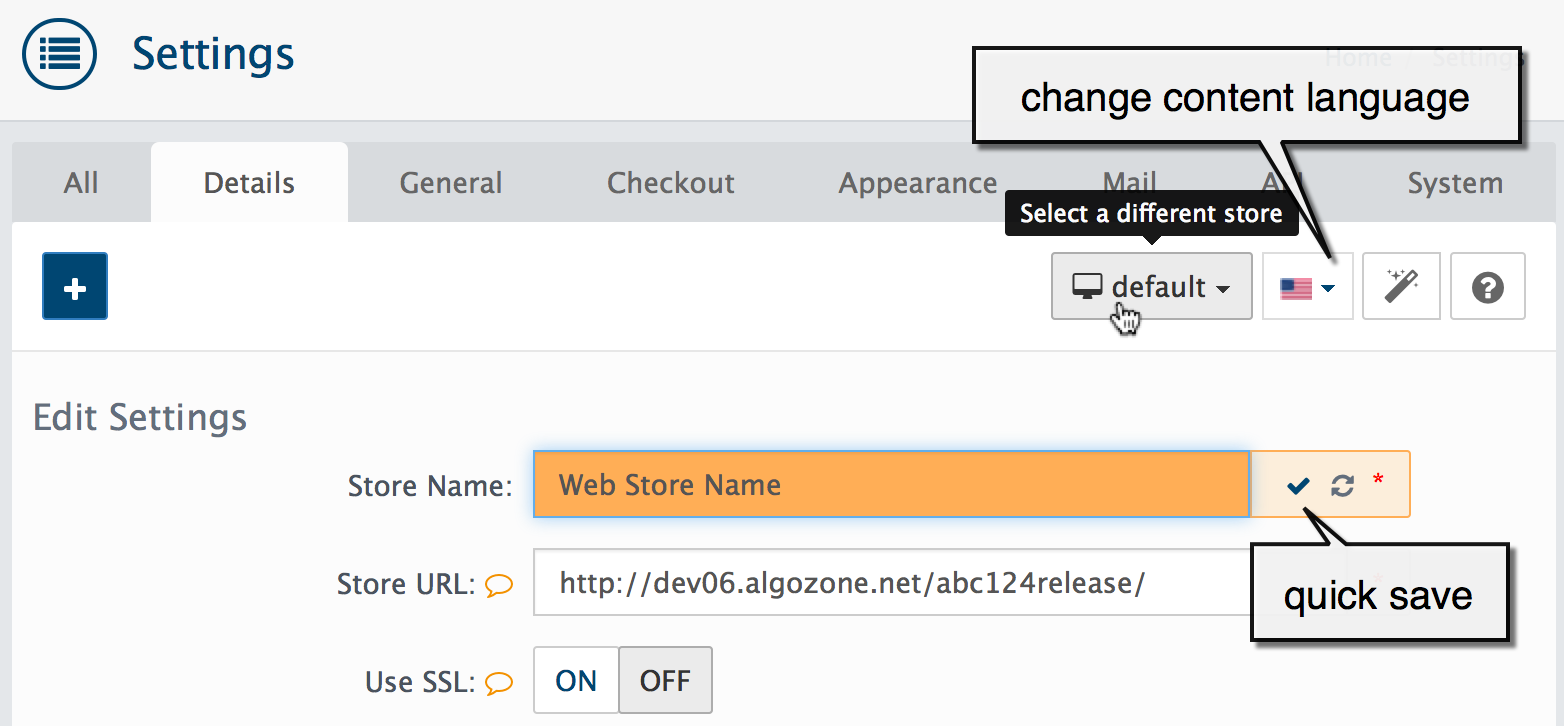 Settings
Home / Settings
change content language
All
Details
General
Checkout
Appearance
Mail
System
Select a different store
default
Edit Settings
Store Name:
Web Store Name
*
Store URL:
http://dev06.algozone.net/abc124release/
quick save
Use SSL:
ON
OFF